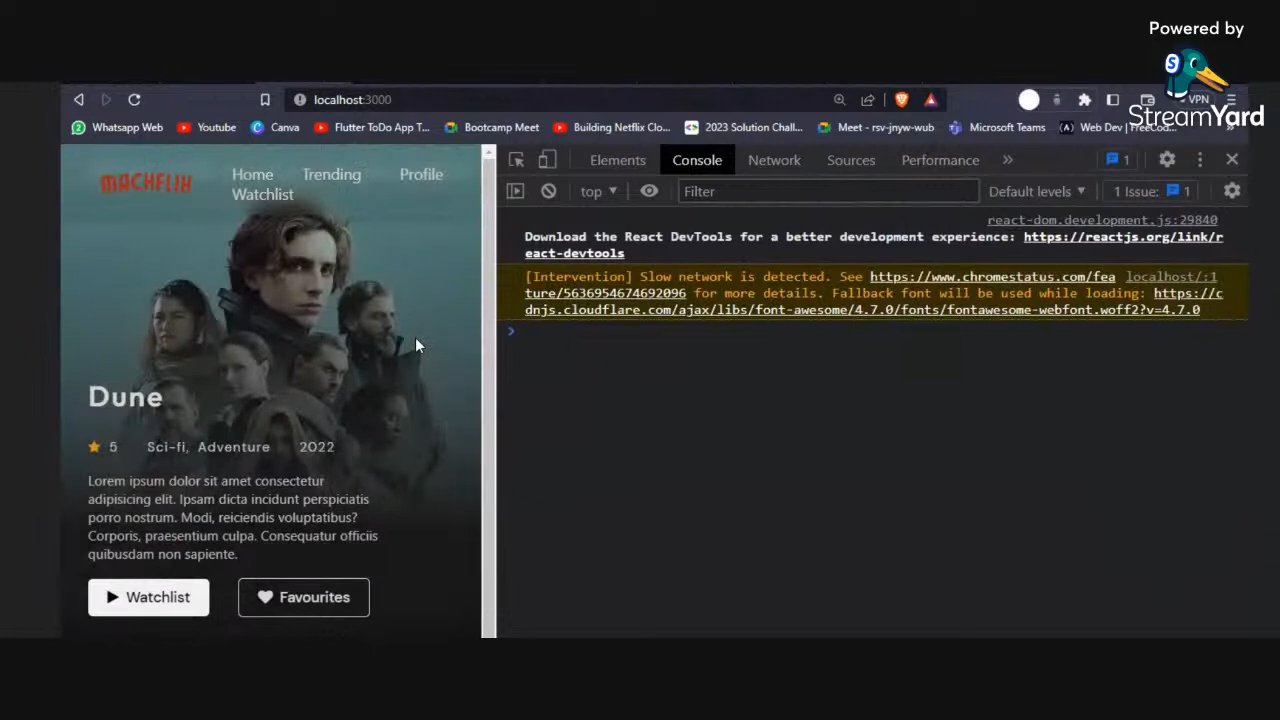 Powered by
StreamYard
localhost:3000
VPN
Whatsapp Web
Youtube
Canva
Flutter ToDo App T...
Bootcamp Meet
Building Netflix Clo...
2023 Solution Chall...
Meet - rsv-jnyw-wub
Microsoft Teams
Web Dev | FreeCod...
MACHFLIX
Home
Trending
Profile
Watchlist
Dune
5 Sci-fi, Adventure 2022
Lorem ipsum dolor sit amet consectetur
adipisicing elit. Ipsam dicta incidunt perspiciatis
porro nostrum. Modi, reiciendis voluptatibus?
Corporis, praesentium culpa. Consequatur officiis
quibusdam non sapiente.
Watchlist
Favourites
Elements
Console
Network
Sources
Performance
1
top
Filter
Default levels
1 Issue: 1
react-dom.development.js:29840
Download the React DevTools for a better development experience: https://reactjs.org/link/r
eact-devtools
[Intervention] Slow network is detected. See https://www.chromestatus.com/fea localhost/:1
ture/5636954674692096 for more details. Fallback font will be used while loading: https://c
dnjs.cloudflare.com/ajax/libs/font-awesome/4.7.0/fonts/fontawesome-webfont.woff2?v=4.7.0